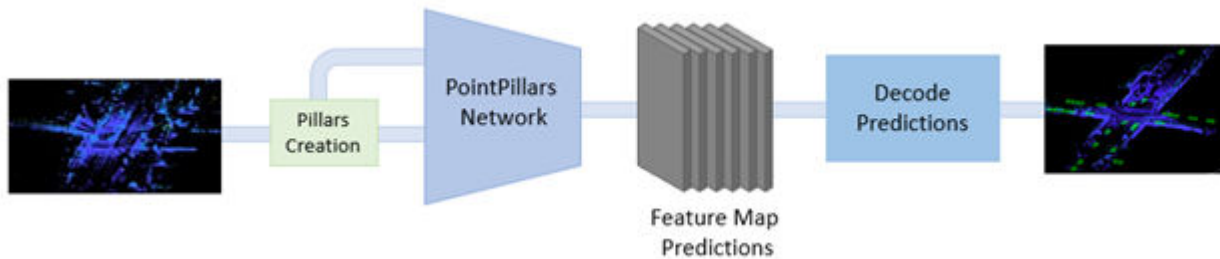 Pillars
Creation
PointPillars
Network
Feature Map
Predictions
Decode
Predictions